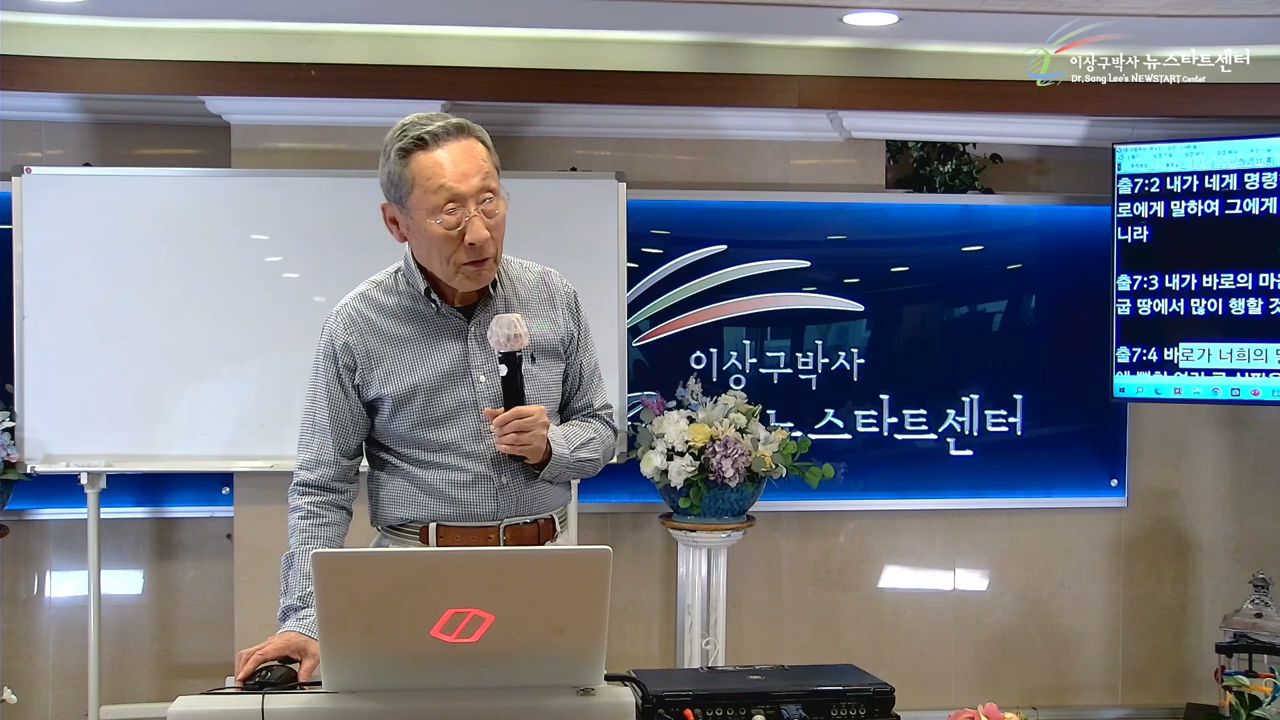 이상구박사 뉴스타트센터
Dr. Sang Lee's NEWSTART Center
출7:2 내가 네게 명령
로에게 말하여 그에게
니라
출7:3 내가 바로의 마음
굽 땅에서 많이 행할 것
출7:4 바로가 너희의 말
이상구박사
뉴스타트센터